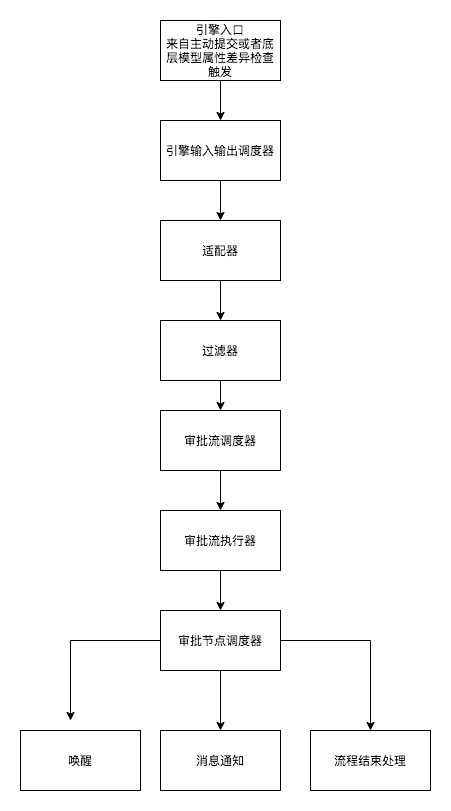 引擎入口
来自主动提交或者底
层模型属性差异检查
触发
引擎输入输出调度器
适配器
过滤器
审批流调度器
审批流执行器
审批节点调度器
唤醒
消息通知
流程结束处理